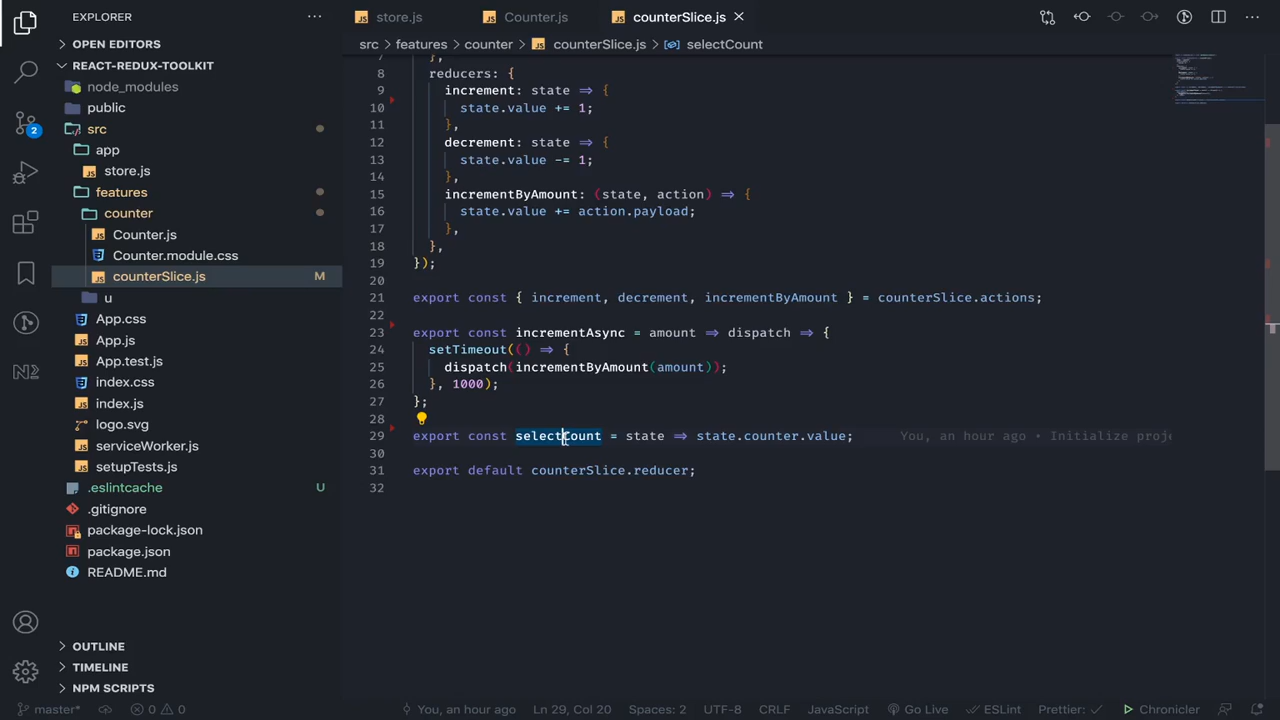 EXPLORER
OPEN EDITORS
REACT-REDUX-TOOLKIT
node_modules
public
src
app
store.js
features
counter
Counter.js
Counter.module.css
counterSlice.js M
u
App.css
App.js
App.test.js
index.css
index.js
logo.svg
serviceWorker.js
setupTests.js
.eslintcache U
.gitignore
package-lock.json
package.json
README.md
OUTLINE
TIMELINE
NPM SCRIPTS
2
store.js Counter.js counterSlice.js
src > features > counter > counterSlice.js > selectCount
7 },
8 reducers: {
9 increment: state => {
10 state.value += 1;
11 },
12 decrement: state => {
13 state.value -= 1;
14 },
15 incrementByAmount: (state, action) => {
16 state.value += action.payload;
17 },
18 },
19 });
20
21 export const { increment, decrement, incrementByAmount } = counterSlice.actions;
22
23 export const incrementAsync = amount => dispatch => {
24 setTimeout(() => {
25 dispatch(incrementByAmount(amount));
26 }, 1000);
27 };
28
29 export const selectCount = state => state.counter.value; You, an hour ago • Initialize proje
30
31 export default counterSlice.reducer;
32
master* 0 0 You, an hour ago Ln 29, Col 20 Spaces: 2 UTF-8 CRLF JavaScript Go Live ESLint Prettier: ✓ Chronicler